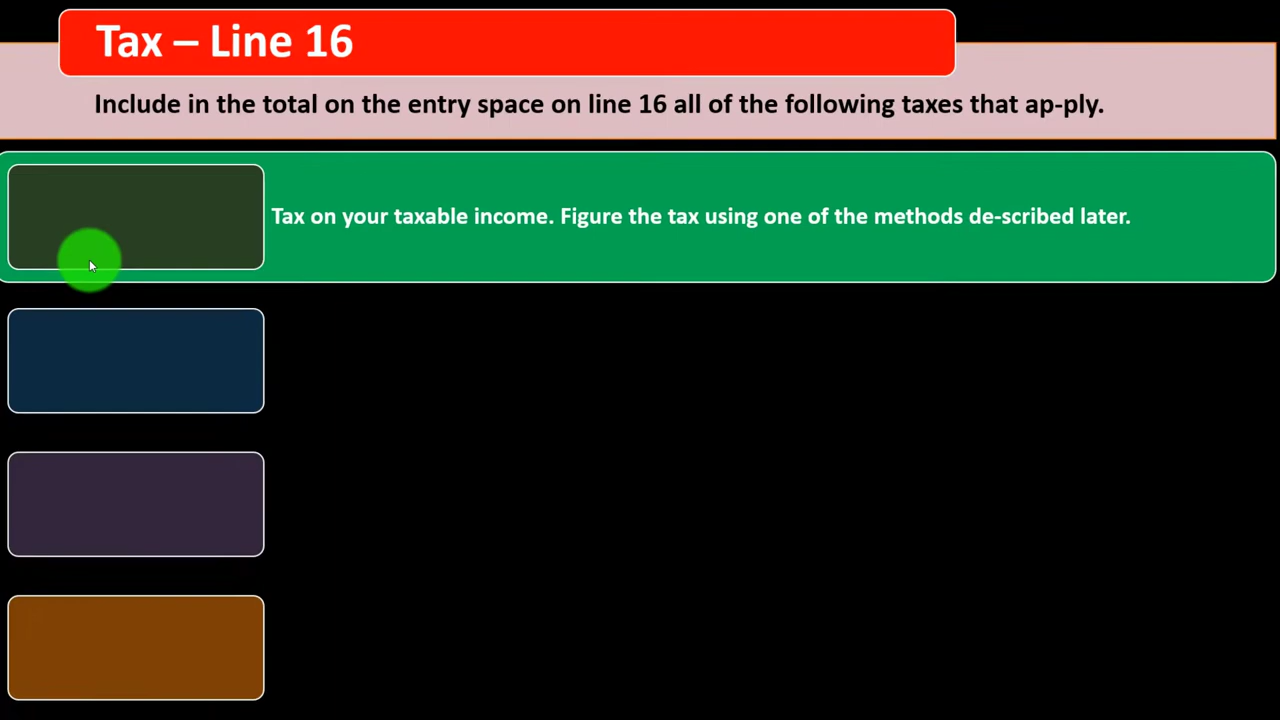 Tax – Line 16
Include in the total on the entry space on line 16 all of the following taxes that ap-ply.
Tax on your taxable income. Figure the tax using one of the methods de-scribed later.